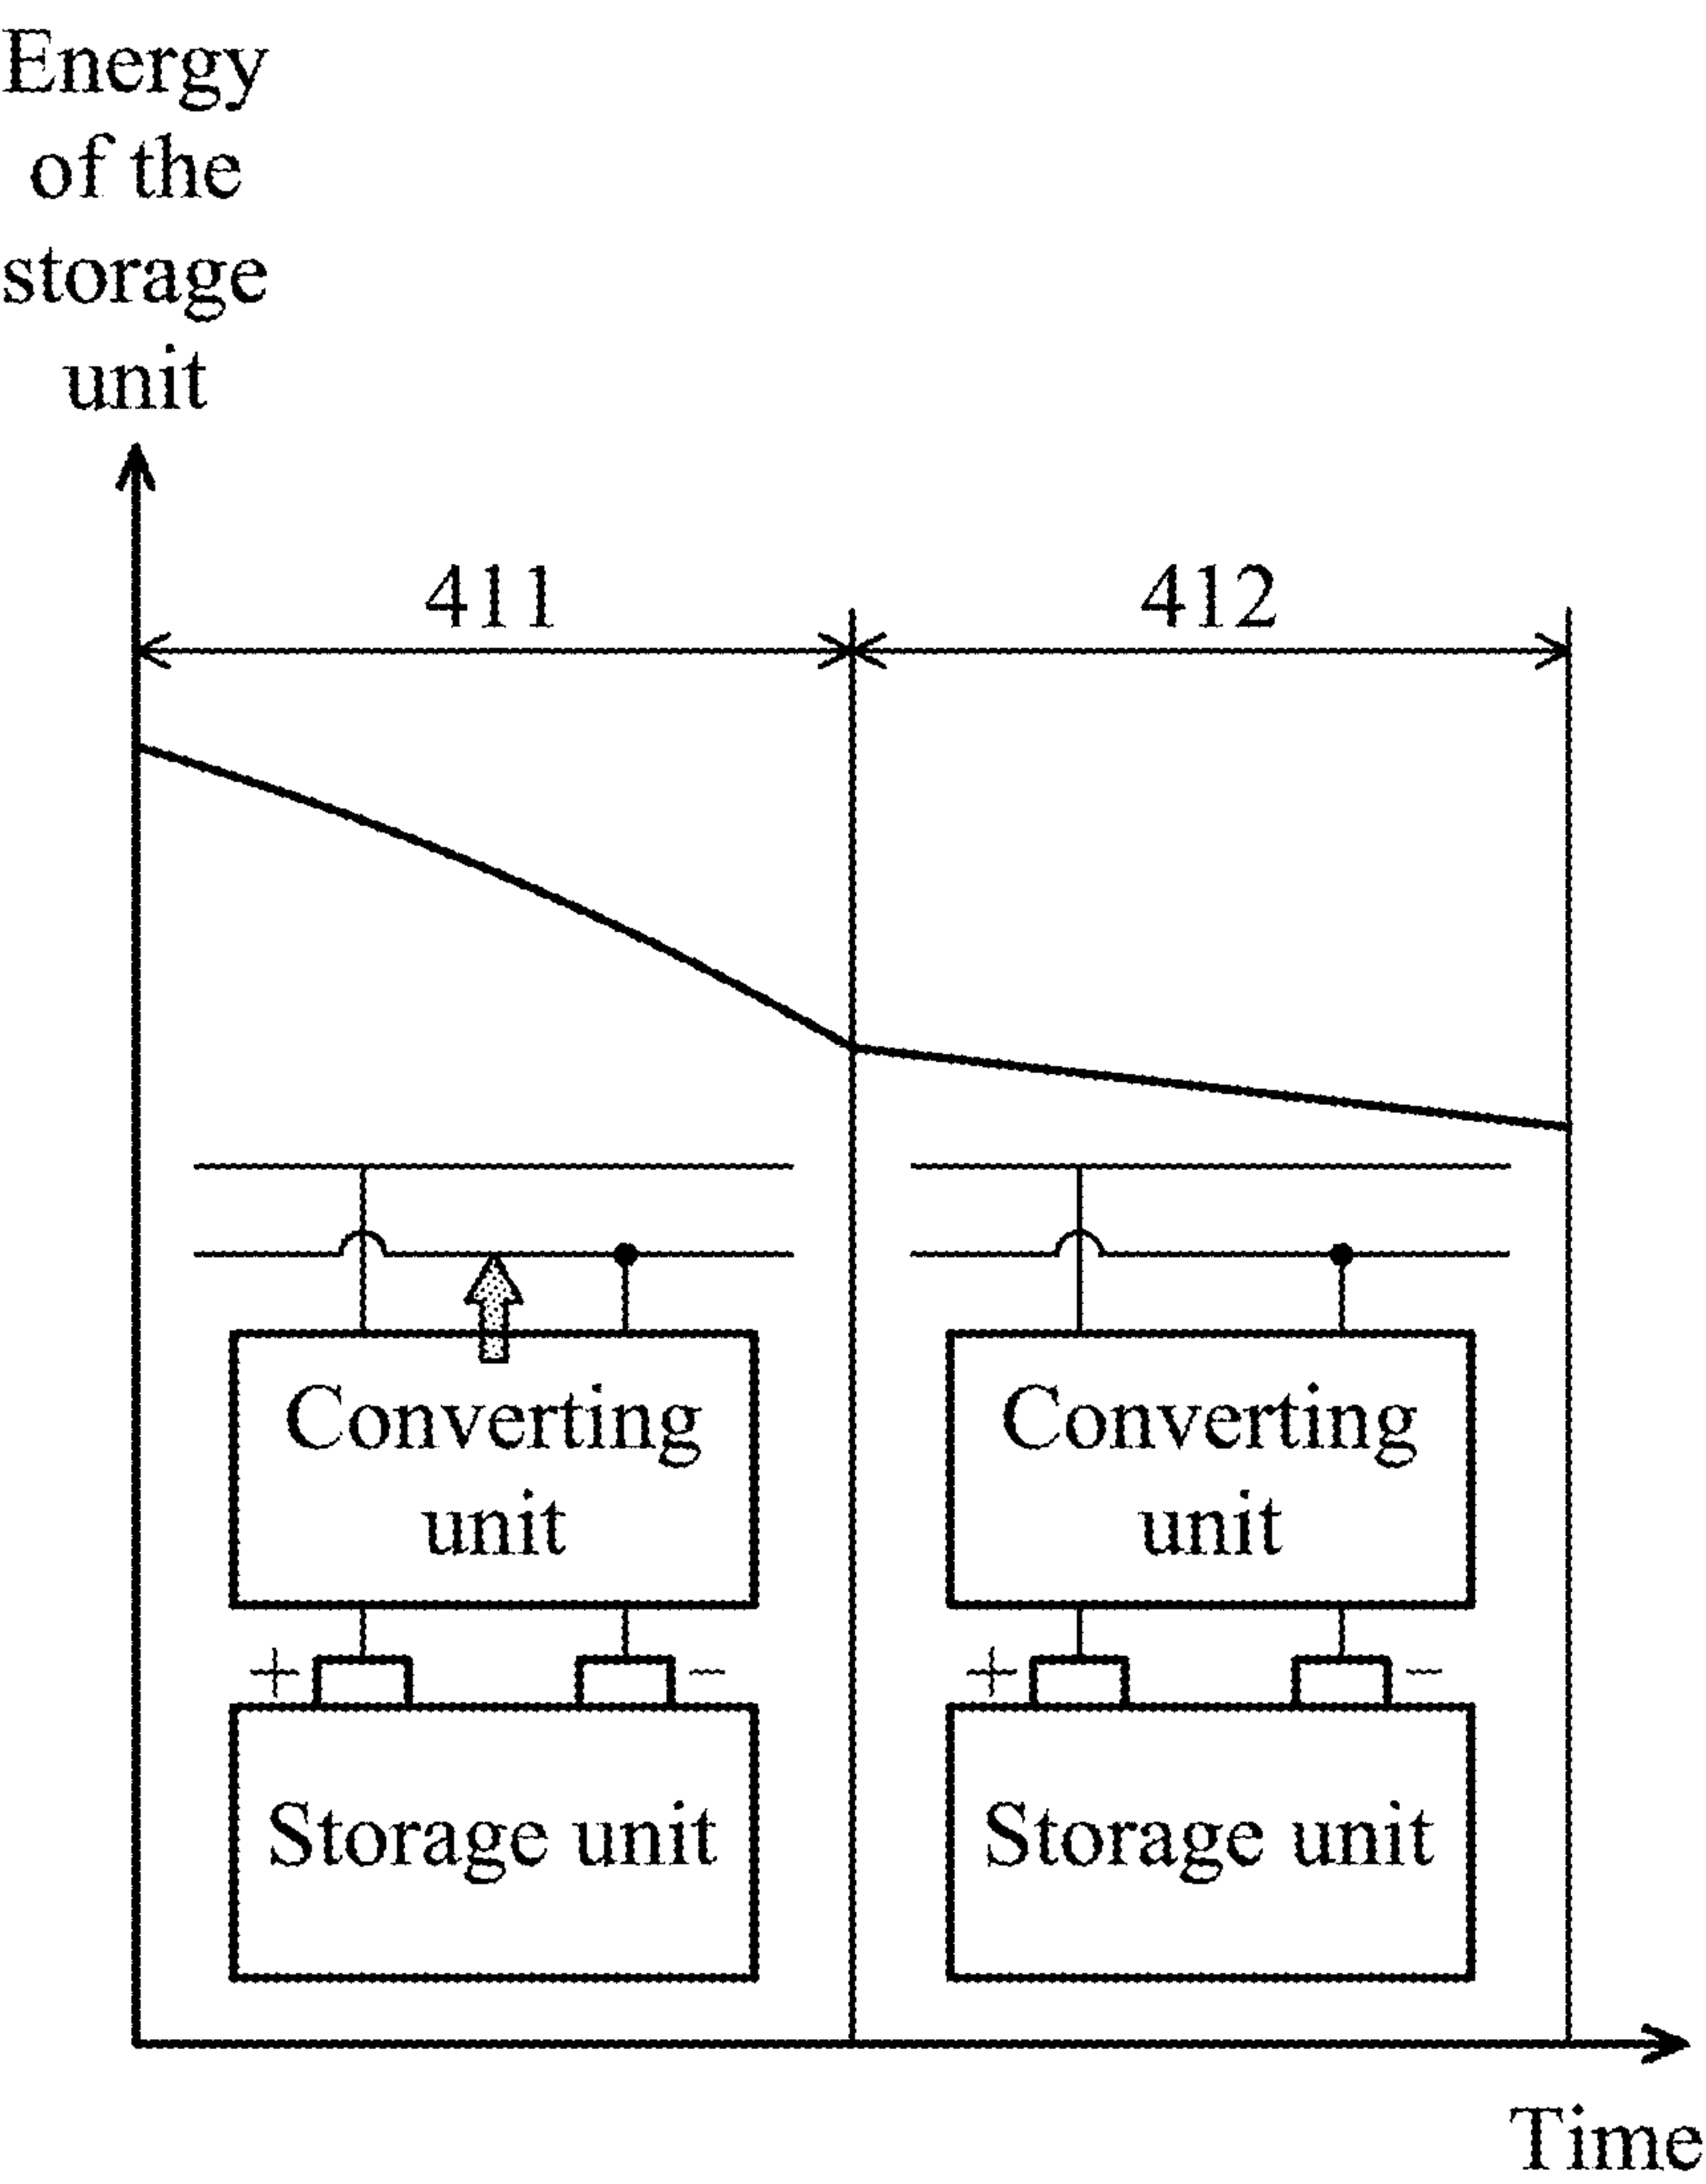 Energy
of the
storage
unit
411
412
Converting
unit
+
−
Storage unit
Converting
unit
+
−
Storage unit
Time